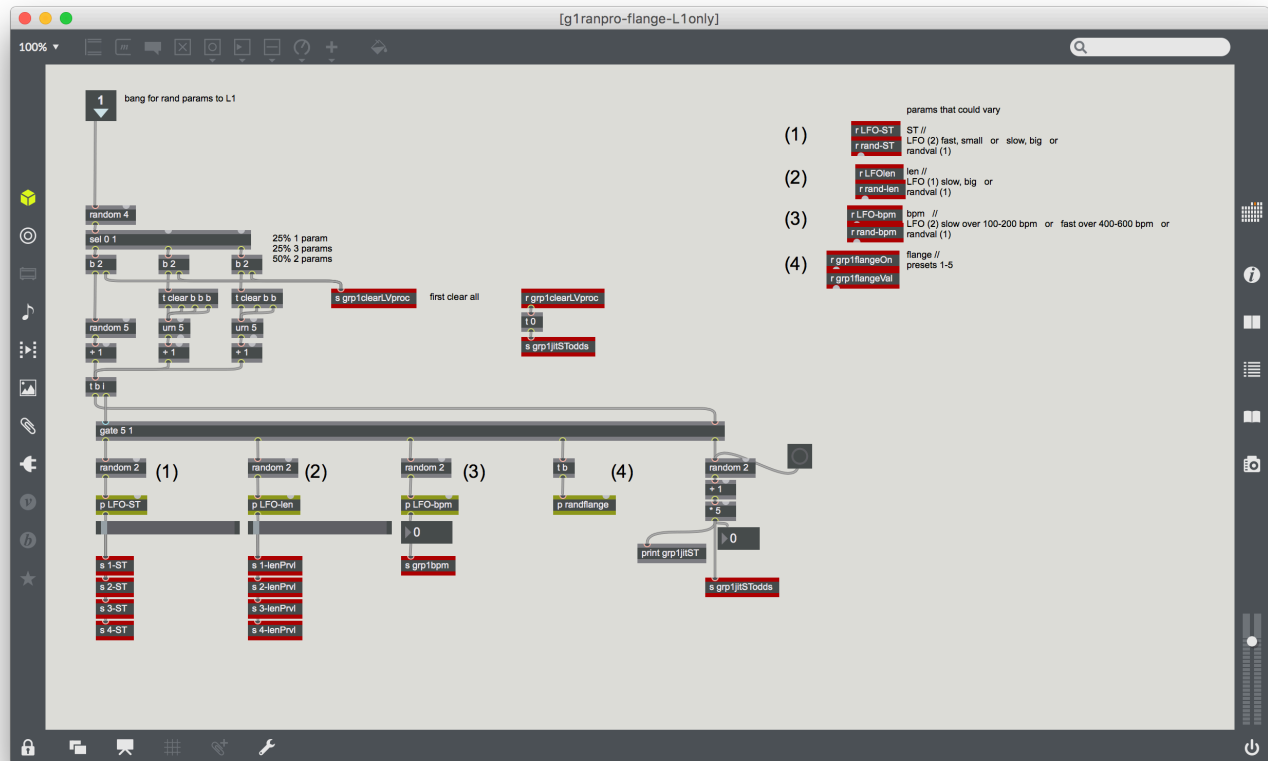 [g1ranpro-flange-L1only]
100%
1
bang for rand params to L1
params that could vary
(1)
r LFO-ST
r rand-ST
ST //
LFO (2) fast, small or slow, big or
randval (1)
(2)
r LFOlen
r rand-len
len //
LFO (1) slow, big or
randval (1)
(3)
r LFO-bpm
r rand-bpm
bpm //
LFO (2) slow over 100-200 bpm or fast over 400-600 bpm or
randval (1)
(4)
r grp1flangeOn
r grp1flangeVal
flange //
presets 1-5
random 4
sel 0 1
25% 1 param
25% 3 params
50% 2 params
b 2
b 2
b 2
t clear b b b
t clear b b
s grp1clearLVproc
first clear all
r grp1clearLVproc
t 0
s grp1jitSTodds
random 5
urn 5
urn 5
+ 1
+ 1
+ 1
t b i
gate 5 1
random 2
(1)
random 2
(2)
random 2
(3)
t b
(4)
random 2
+ 1
* 5
p LFO-ST
p LFO-len
p LFO-bpm
p randflange
0
0
print grp1jitST
s 1-ST
s 2-ST
s 3-ST
s 4-ST
s 1-lenPrvl
s 2-lenPrvl
s 3-lenPrvl
s 4-lenPrvl
s grp1bpm
s grp1jitSTodds